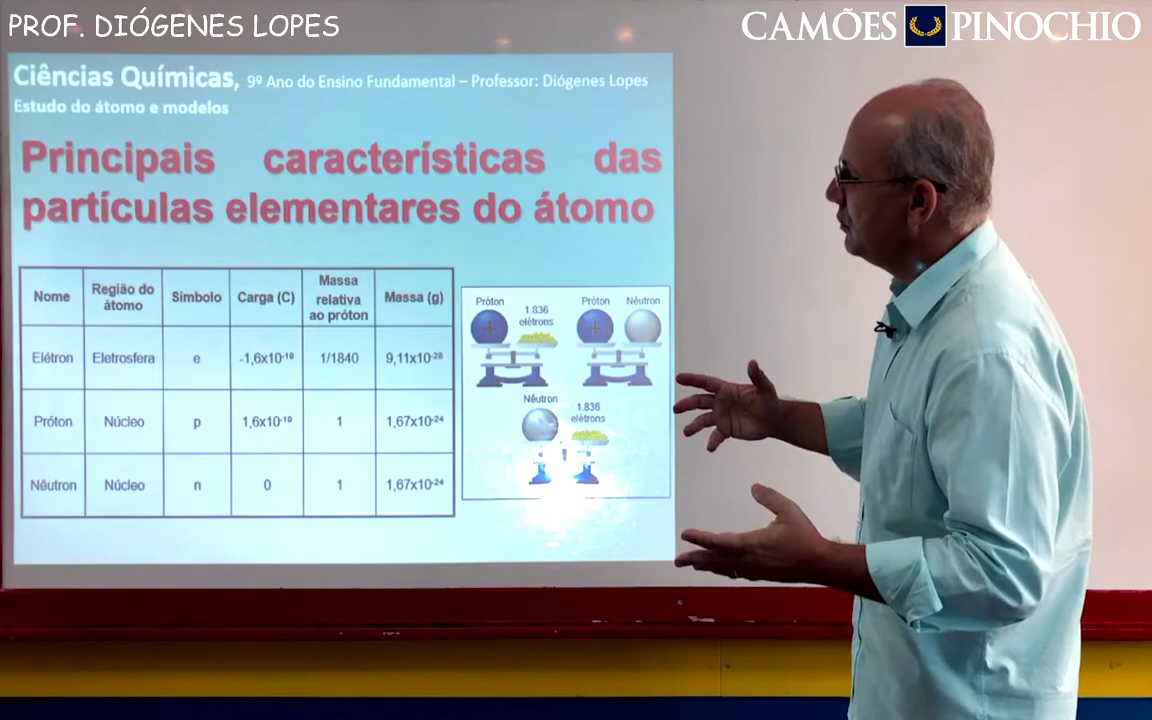 PROF. DIÓGENES LOPES
CAMÕES PINOCHIO
Ciências Químicas, 9º Ano do Ensino Fundamental – Professor: Diógenes Lopes
Estudo do átomo e modelos
Principais características das
partículas elementares do átomo
Nome Região do átomo Símbolo Carga (C) Massa relativa ao próton Massa (g)
Elétron Eletrosfera e -1,6x10⁻¹⁹ 1/1840 9,11x10⁻²⁸
Próton Núcleo p 1,6x10⁻¹⁹ 1 1,67x10⁻²⁴
Nêutron Núcleo n 0 1 1,67x10⁻²⁴
Próton 1.836 elétrons
Próton Nêutron
Nêutron 1.836 elétrons